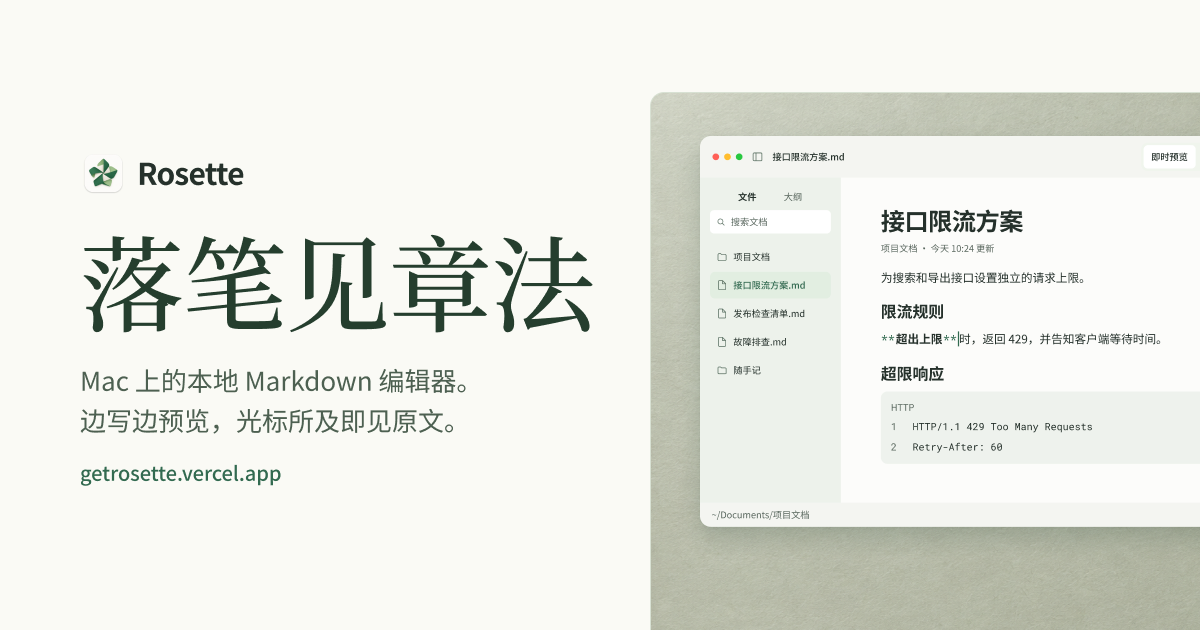 Rosette
落笔见章法
Mac 上的本地 Markdown 编辑器。
边写边预览，光标所及即见原文。
getrosette.vercel.app
接口限流方案.md
即时预览
文件
大纲
搜索文档
项目文档
接口限流方案.md
发布检查清单.md
故障排查.md
随手记
接口限流方案
项目文档 · 今天 10:24 更新
为搜索和导出接口设置独立的请求上限。
限流规则
**超出上限**时，返回 429，并告知客户端等待时间。
超限响应
HTTP
1 HTTP/1.1 429 Too Many Requests
2 Retry-After: 60
~/Documents/项目文档